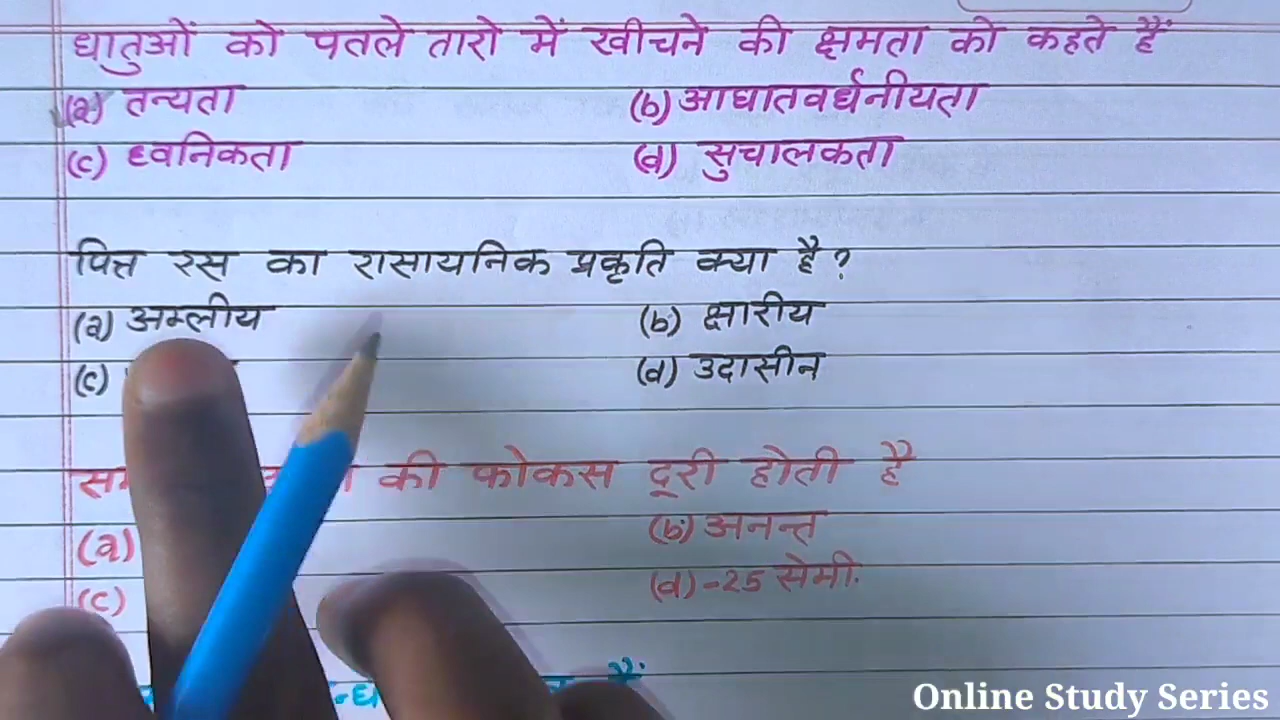 धातुओं को पतले तारो में खीचने की क्षमता को कहते हैं
(a) तन्यता (b) आघातवर्धनीयता
(c) ध्वनिकता (d) सुचालकता
पित्त रस का रासायनिक प्रकृति क्या है ?
(a) अम्लीय (b) क्षारीय
(c) (d) उदासीन
की फोकस दूरी होती है
(a) (b) अनन्त
(c) (d) -25 सेमी.
Online Study Series